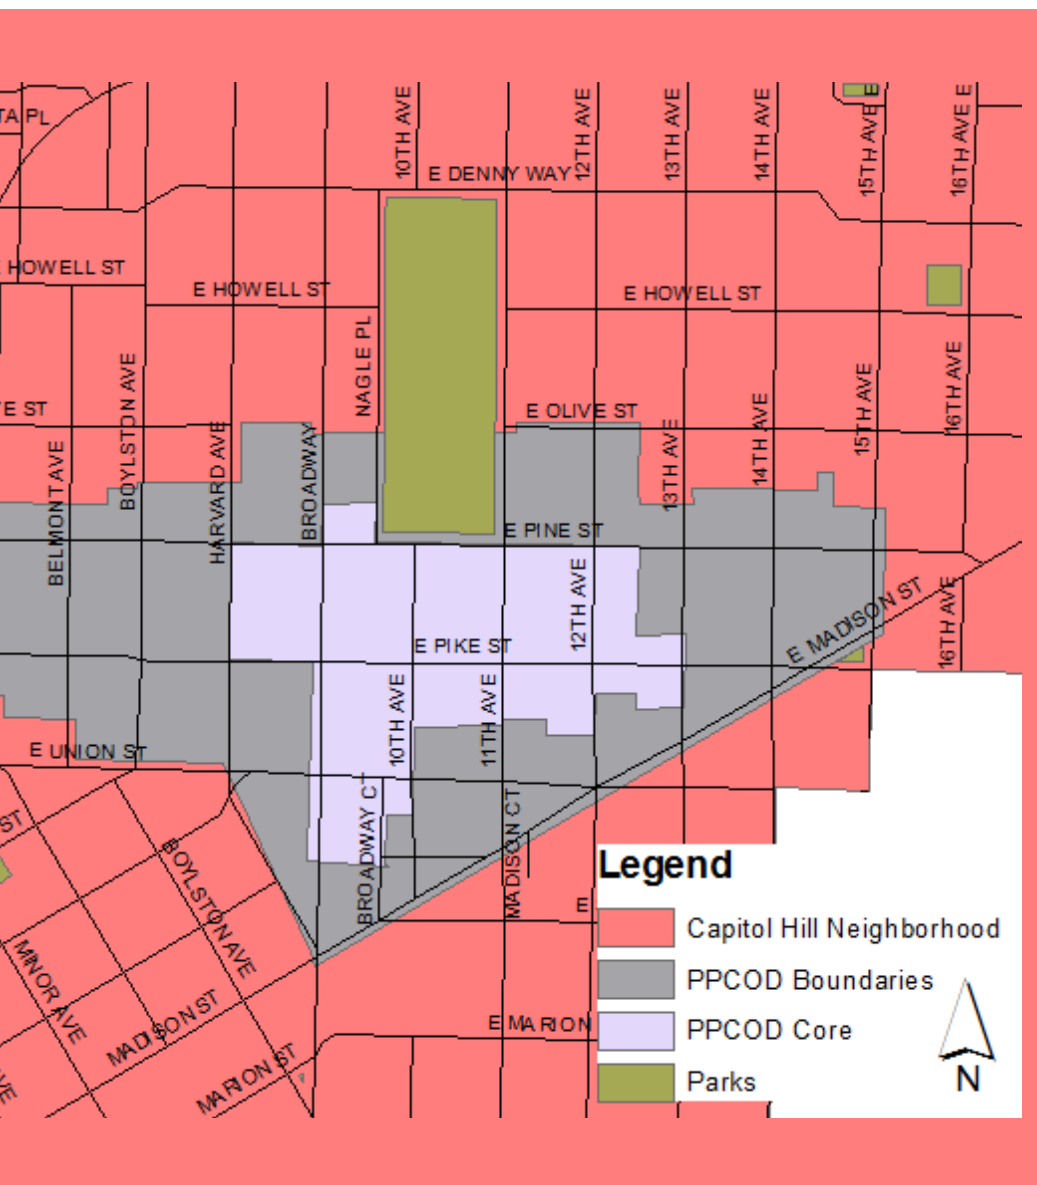 10TH AVE
12TH AVE
13TH AVE
14TH AVE
15TH AVE E
16TH AVE E
TA PL
E DENNY WAY
HOWELL ST
E HOWELL ST
E HOWELL ST
NAGLE PL
BOYLSTON AVE
16TH AVE
15TH AVE
14TH AVE
E ST
E OLIVE ST
13TH AVE
HARVARD AVE
BROADWAY
BELMONT AVE
E PINE ST
12TH AVE
E MADISON ST
16TH AVE
E PIKE ST
10TH AVE
11TH AVE
E UNION ST
BROADWAY CT
MADISON CT
ST
BOYLSTON AVE
MINOR AVE
MADISON ST
MARION ST
VE
E
E MARION
Legend
Capitol Hill Neighborhood
PPCOD Boundaries
PPCOD Core
Parks
N